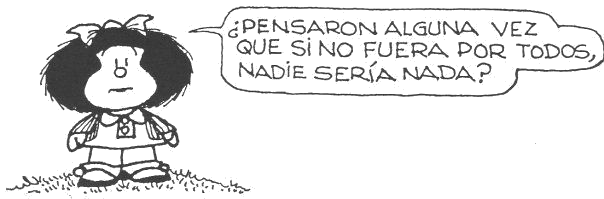 ¿PENSARON ALGUNA VEZ
QUE SI NO FUERA POR TODOS,
NADIE SERÍA NADA?